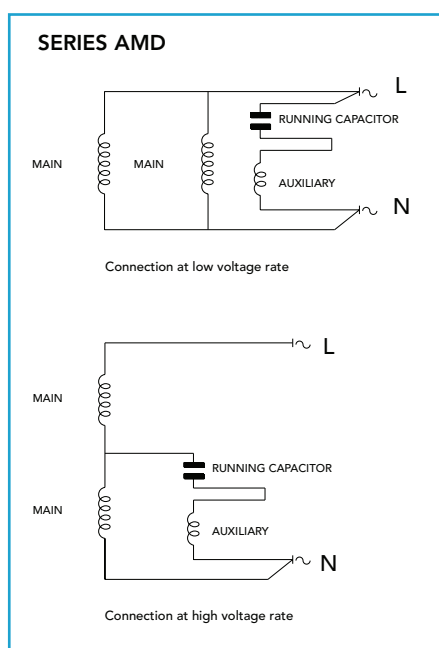 SERIES AMD
L
RUNNING CAPACITOR
MAIN
MAIN
AUXILIARY
N
Connection at low voltage rate
L
MAIN
RUNNING CAPACITOR
MAIN
AUXILIARY
N
Connection at high voltage rate